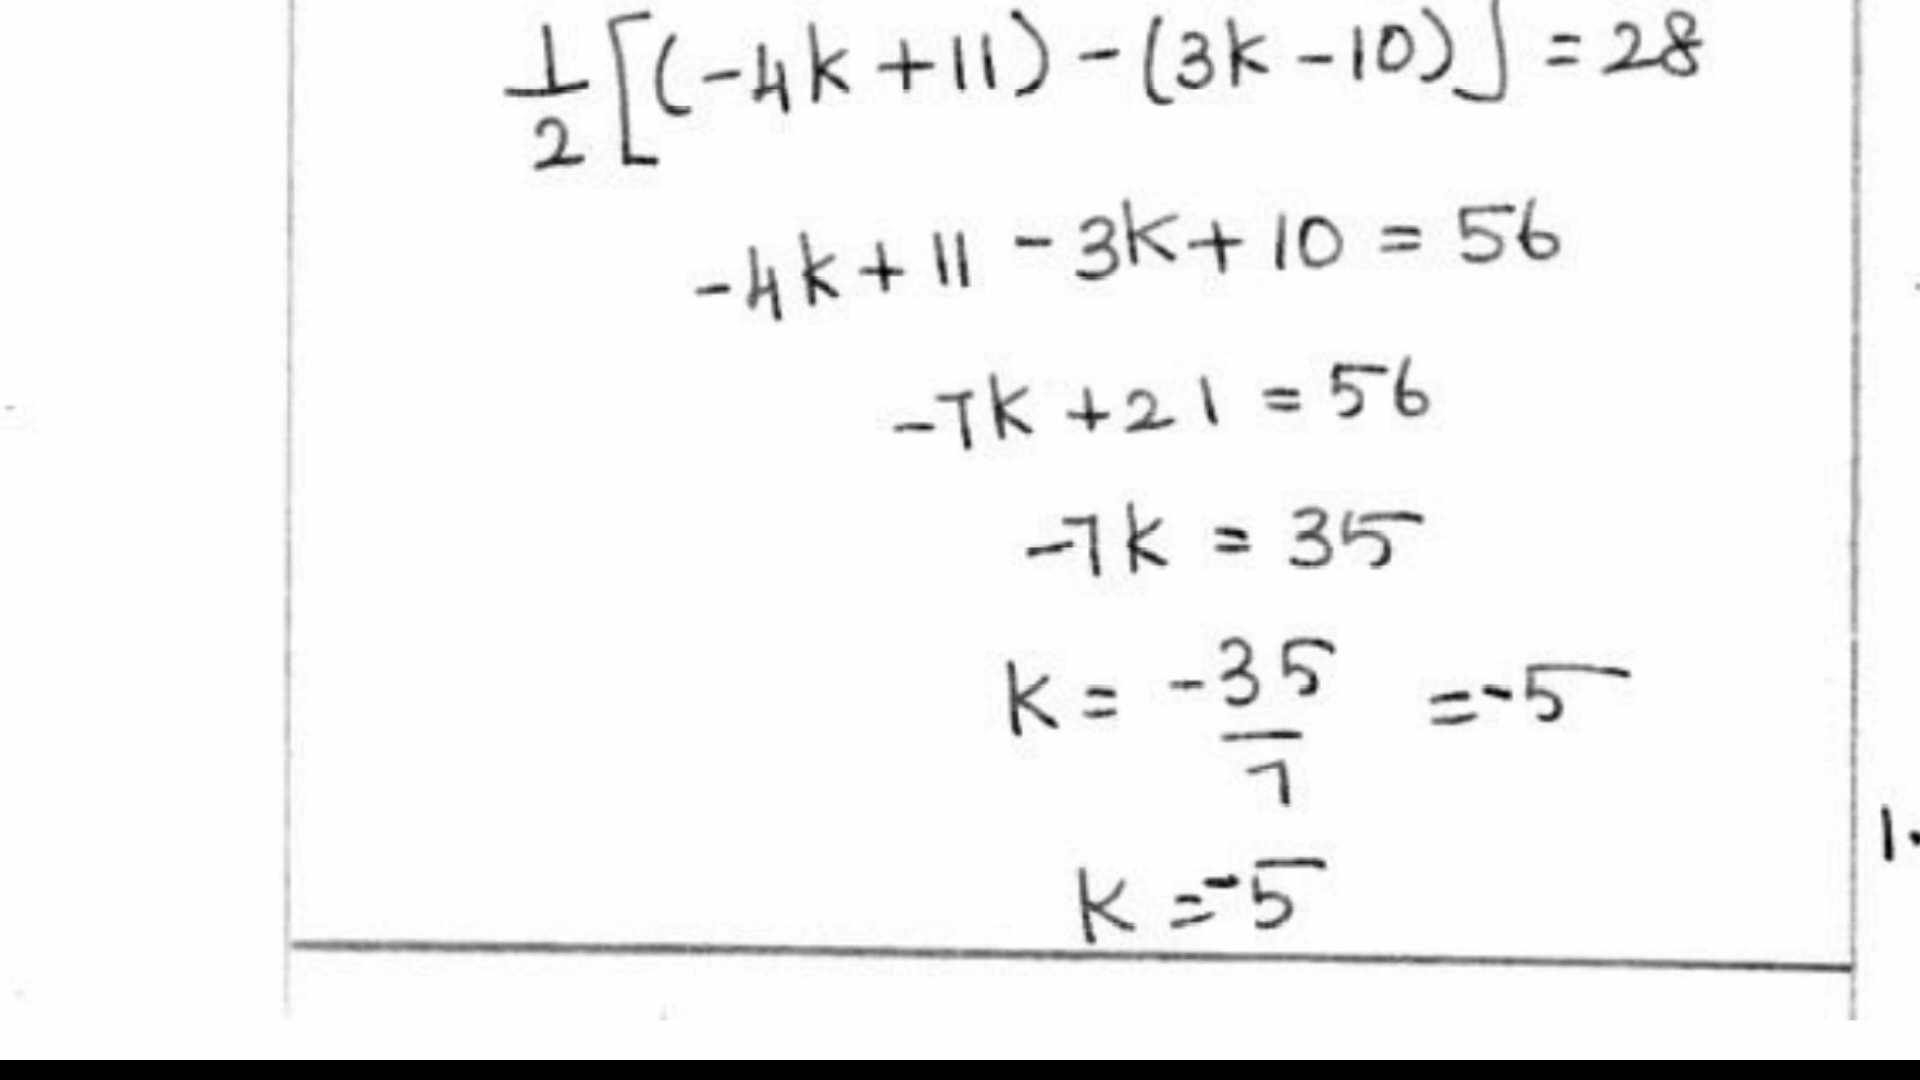 1/2 [(-4k+11) - (3k-10)] = 28
-4k+11 -3k+10 = 56
-7k +21 = 56
-7k = 35
k = -35/7 = -5
k = -5
1.